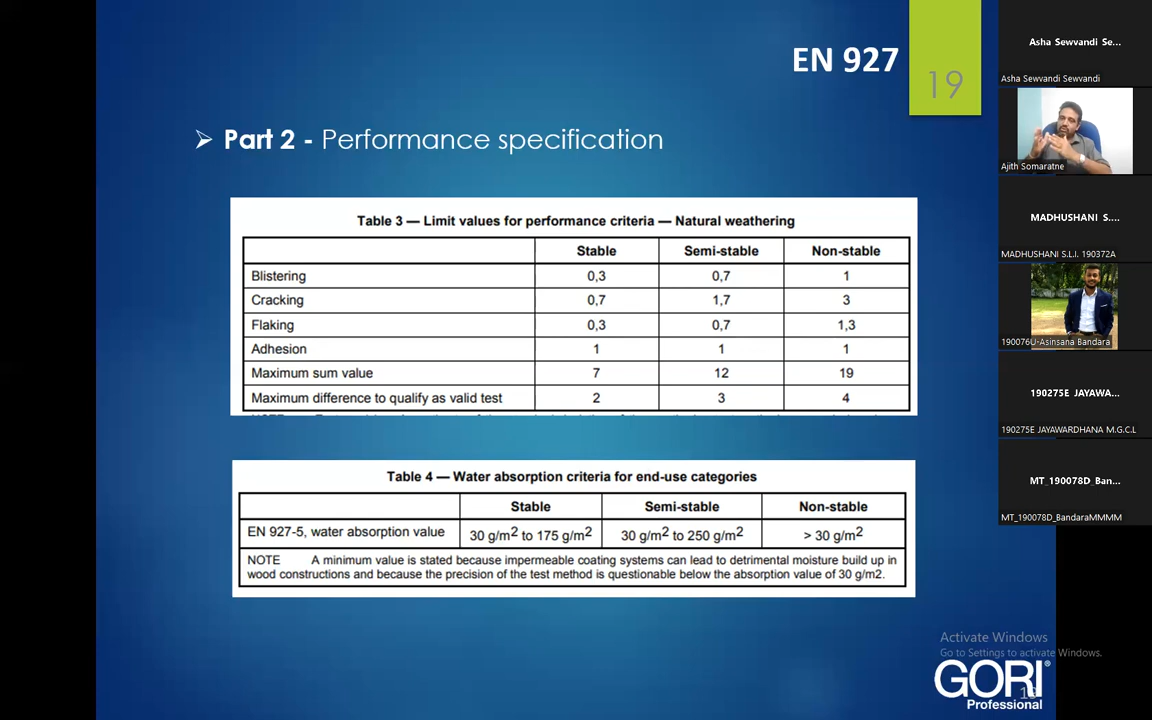 EN 927
19
Part 2 - Performance specification
Table 3 — Limit values for performance criteria — Natural weathering
Stable Semi-stable Non-stable
Blistering 0,3 0,7 1
Cracking 0,7 1,7 3
Flaking 0,3 0,7 1,3
Adhesion 1 1 1
Maximum sum value 7 12 19
Maximum difference to qualify as valid test 2 3 4
Table 4 — Water absorption criteria for end-use categories
Stable Semi-stable Non-stable
EN 927-5, water absorption value 30 g/m2 to 175 g/m2 30 g/m2 to 250 g/m2 > 30 g/m2
NOTE A minimum value is stated because impermeable coating systems can lead to detrimental moisture build up in
wood constructions and because the precision of the test method is questionable below the absorption value of 30 g/m2.
Activate Windows
Go to Settings to activate Windows.
GORI®
Professional
Asha Sewvandi Se...
Asha Sewvandi Sewvandi
Ajith Somaratne
MADHUSHANI S....
MADHUSHANI S.L.I. 190372A
190076U-Asinsana Bandara
190275E JAYAWA...
190275E JAYAWARDHANA M.G.C.L
MT_190078D_Ban...
MT_190078D_BandaraMMMM